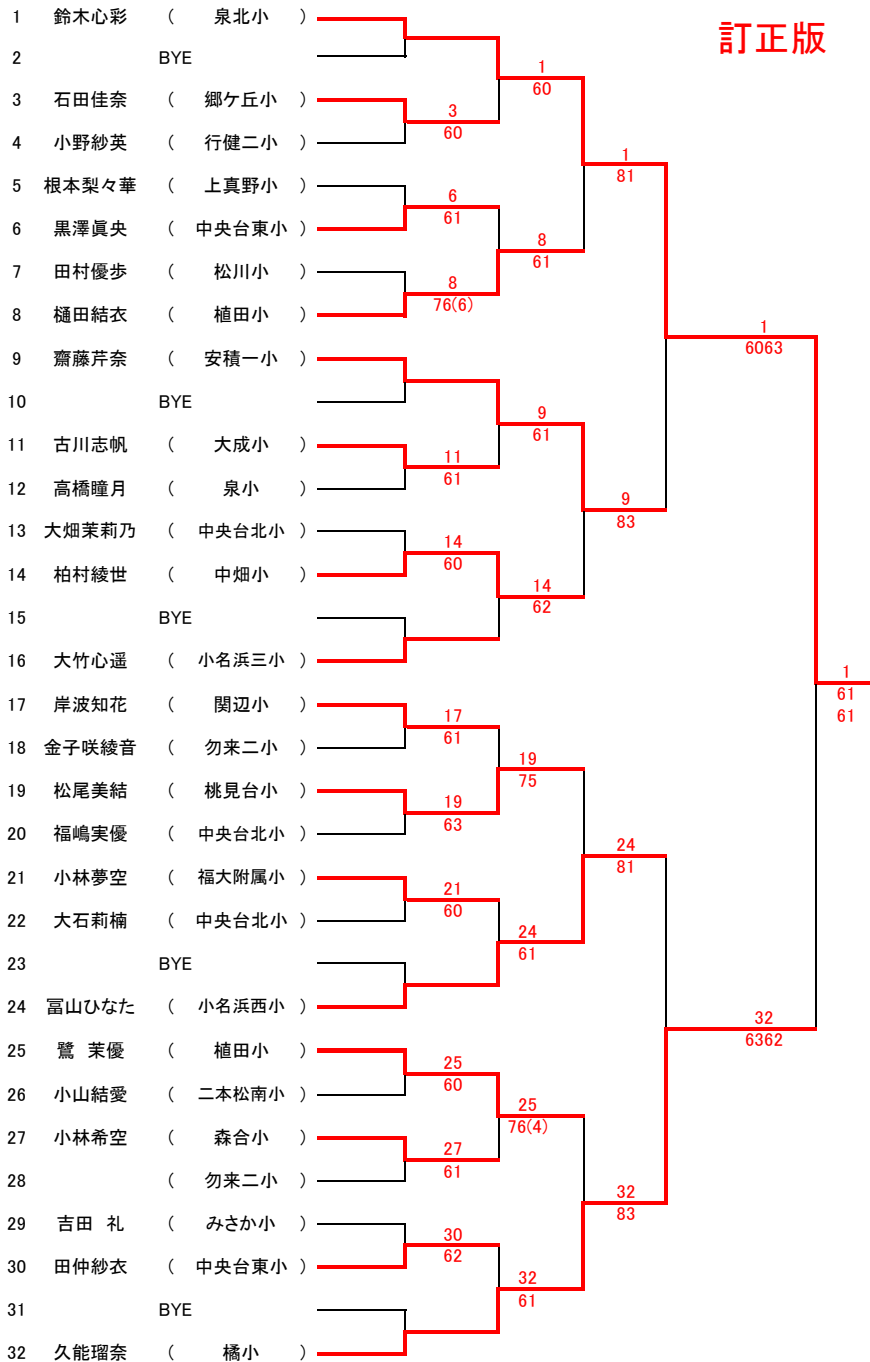 訂正版
1 鈴木心彩 ( 泉北小 )
2 BYE
3 石田佳奈 ( 郷ケ丘小 )
4 小野紗英 ( 行健二小 )
5 根本梨々華 ( 上真野小 )
6 黒澤眞央 ( 中央台東小 )
7 田村優歩 ( 松川小 )
8 樋田結衣 ( 植田小 )
9 齋藤芹奈 ( 安積一小 )
10 BYE
11 古川志帆 ( 大成小 )
12 高橋瞳月 ( 泉小 )
13 大畑茉莉乃 ( 中央台北小 )
14 柏村綾世 ( 中畑小 )
15 BYE
16 大竹心遥 ( 小名浜三小 )
17 岸波知花 ( 関辺小 )
18 金子咲綾音 ( 勿来二小 )
19 松尾美結 ( 桃見台小 )
20 福嶋実優 ( 中央台北小 )
21 小林夢空 ( 福大附属小 )
22 大石莉楠 ( 中央台北小 )
23 BYE
24 冨山ひなた ( 小名浜西小 )
25 鷺 茉優 ( 植田小 )
26 小山結愛 ( 二本松南小 )
27 小林希空 ( 森合小 )
28 ( 勿来二小 )
29 吉田 礼 ( みさか小 )
30 田仲紗衣 ( 中央台東小 )
31 BYE
32 久能瑠奈 ( 橘小 )
3
60
6
61
8
76(6)
11
61
14
60
17
61
19
63
21
60
25
60
27
61
30
62
1
60
8
61
9
61
14
62
19
75
24
61
25
76(4)
32
61
1
81
9
83
24
81
32
83
1
6063
32
6362
1
61
61